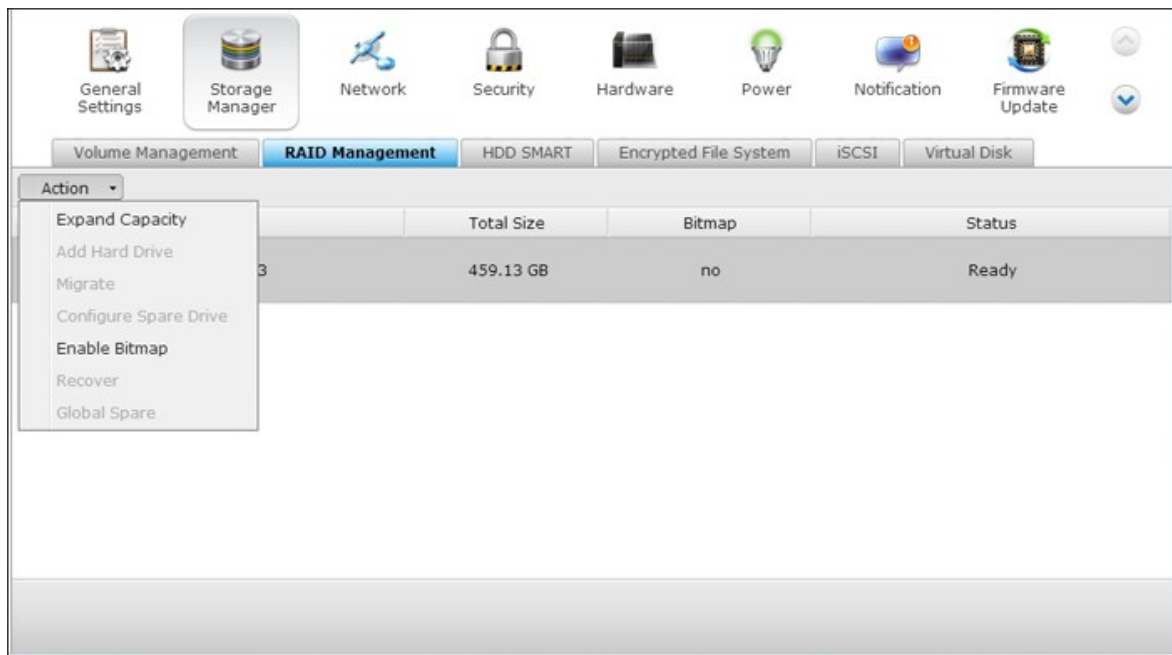 General Settings
Storage Manager
Network
Security
Hardware
Power
Notification
Firmware Update
Volume Management
RAID Management
HDD SMART
Encrypted File System
iSCSI
Virtual Disk
Action
Total Size
Bitmap
Status
3
459.13 GB
no
Ready
Expand Capacity
Add Hard Drive
Migrate
Configure Spare Drive
Enable Bitmap
Recover
Global Spare